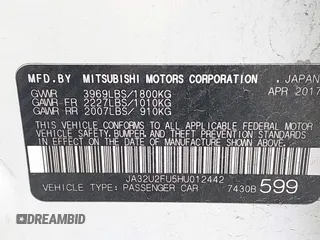 MFD.BY MITSUBISHI MOTORS CORPORATION . JAPAN
GVWR 3969LBS/1800KG APR 2017
GAWR FR 2227LBS/1010KG
GAWR RR 2007LBS/ 910KG
THIS VEHICLE CONFORMS TO ALL APPLICABLE FEDERAL MOTOR
VEHICLE SAFETY, BUMPER, AND THEFT PREVENTION STANDARDS
IN EFFECT ON THE DATE OF MANUFACTURE SHOWN ABOVE.
JA32U2FU5HU012442
VEHICLE TYPE: PASSENGER CAR 7430B 599
IDRIVEBID